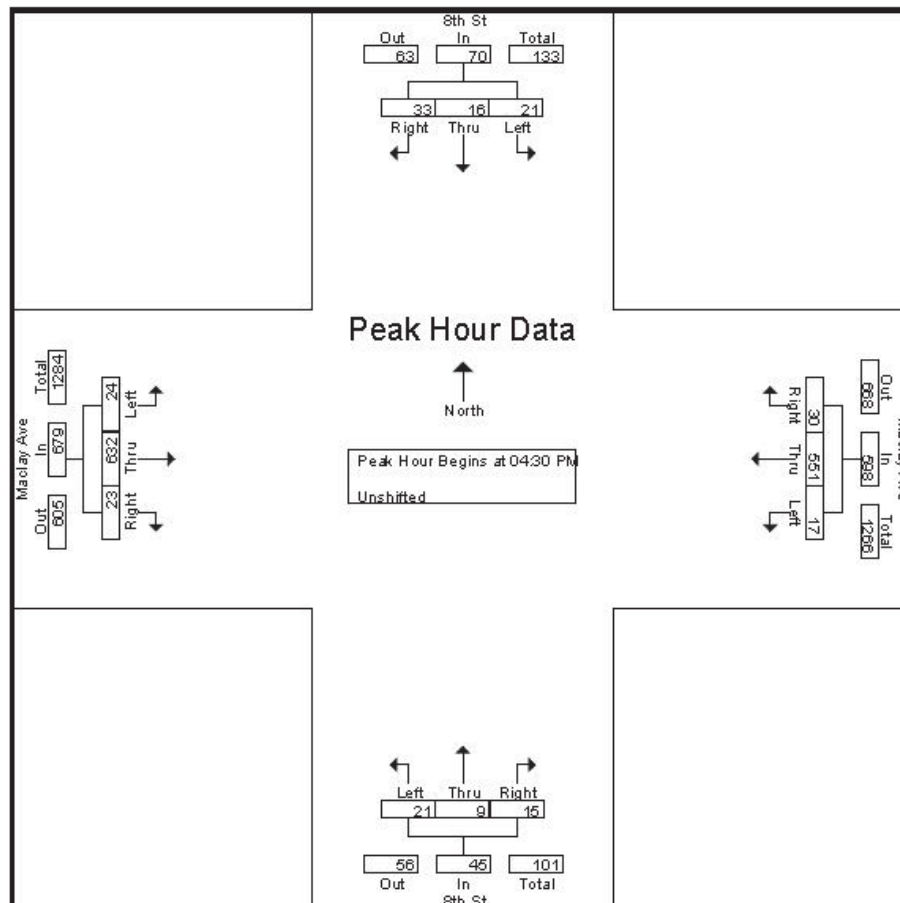 8th St
Out In Total
63 70 133
33 16 21
Right Thru Left
Peak Hour Data
North
Peak Hour Begins at 04:30 PM
Unshifted
Maclay Ave
Total In Out
1284 679 605
24 632 23
Left Thru Right
Right Thru Left
30 551 17
668 598 1266
Out In Total
Left Thru Right
21 9 15
56 45 101
Out In Total
8th St